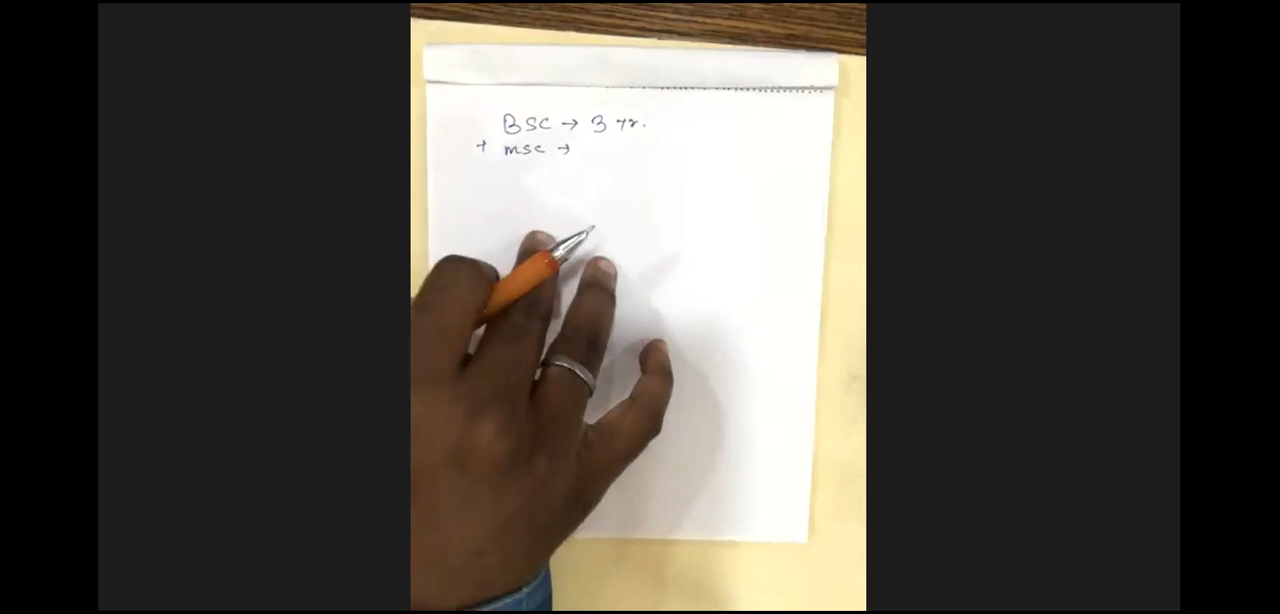 BSC → 3 yr.
+ MSC →